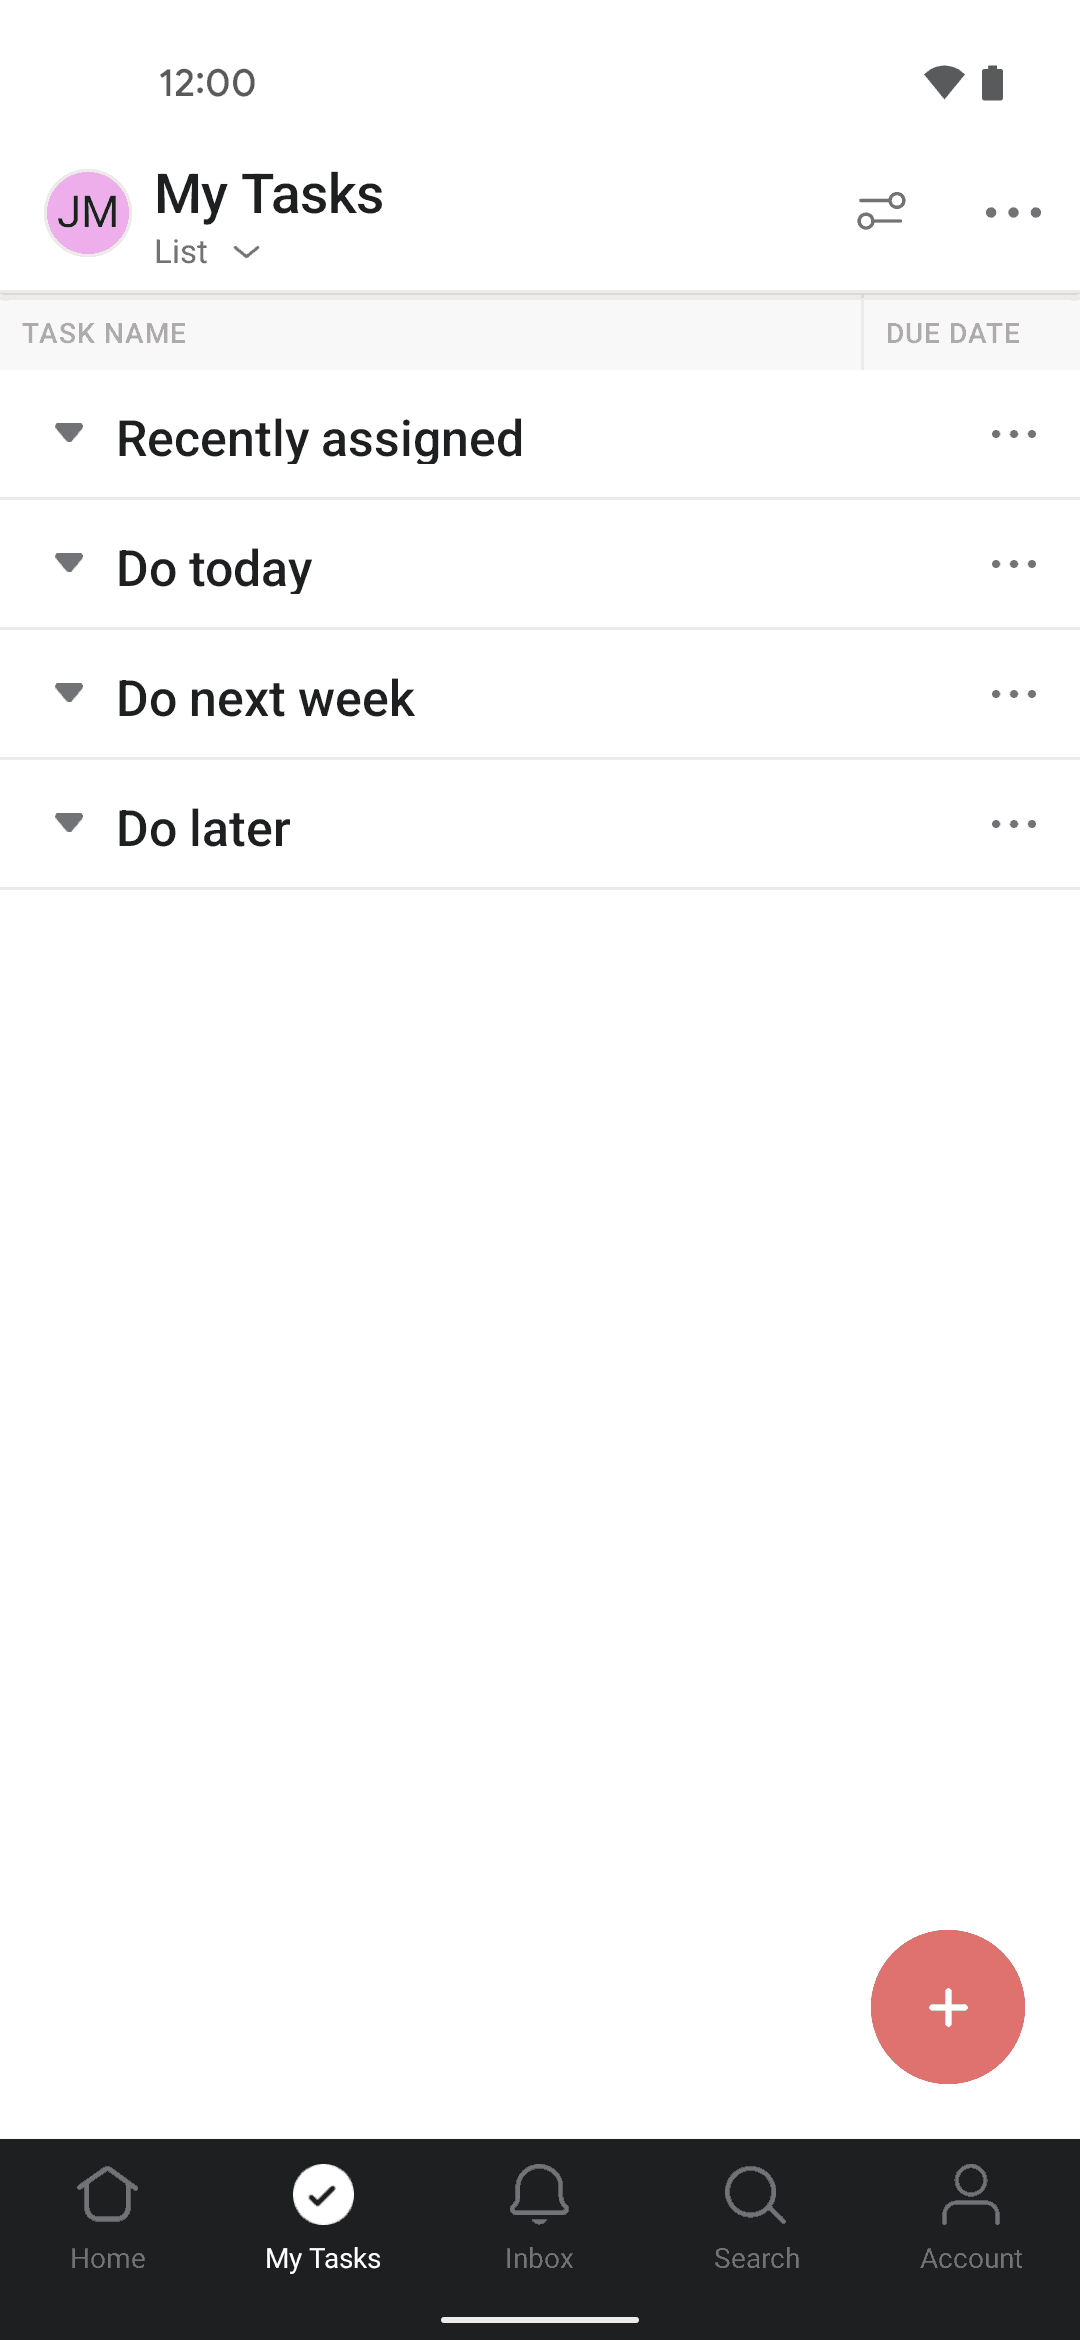 12:00
JM
My Tasks
List
TASK NAME DUE DATE
Recently assigned
Do today
Do next week
Do later
Home My Tasks Inbox Search Account